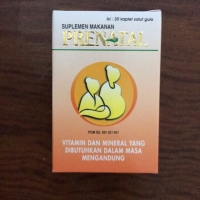 Isi : 30 kaplet salut gula
SUPLEMEN MAKANAN
PRENATAL
VITAMIN DAN MINERAL YANG
DIBUTUHKAN DALAM MASA
MENGANDUNG